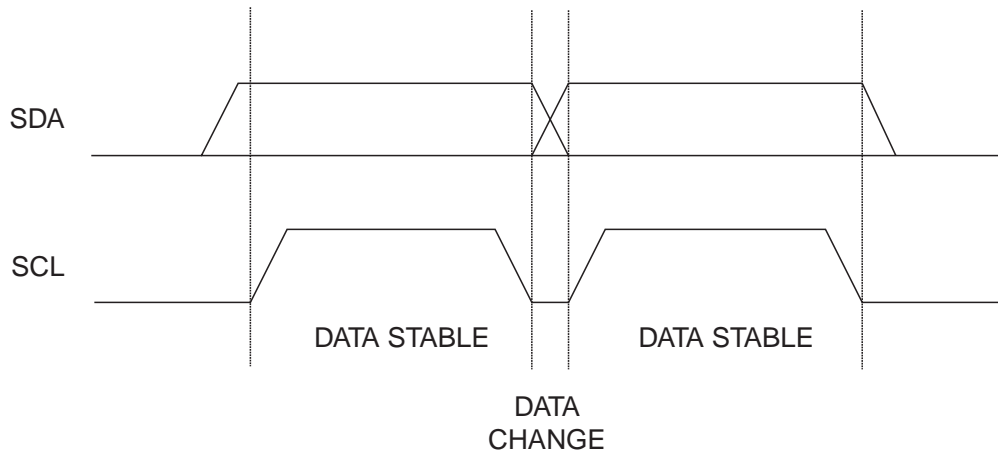 SDA
SCL
DATA STABLE
DATA STABLE
DATA
CHANGE